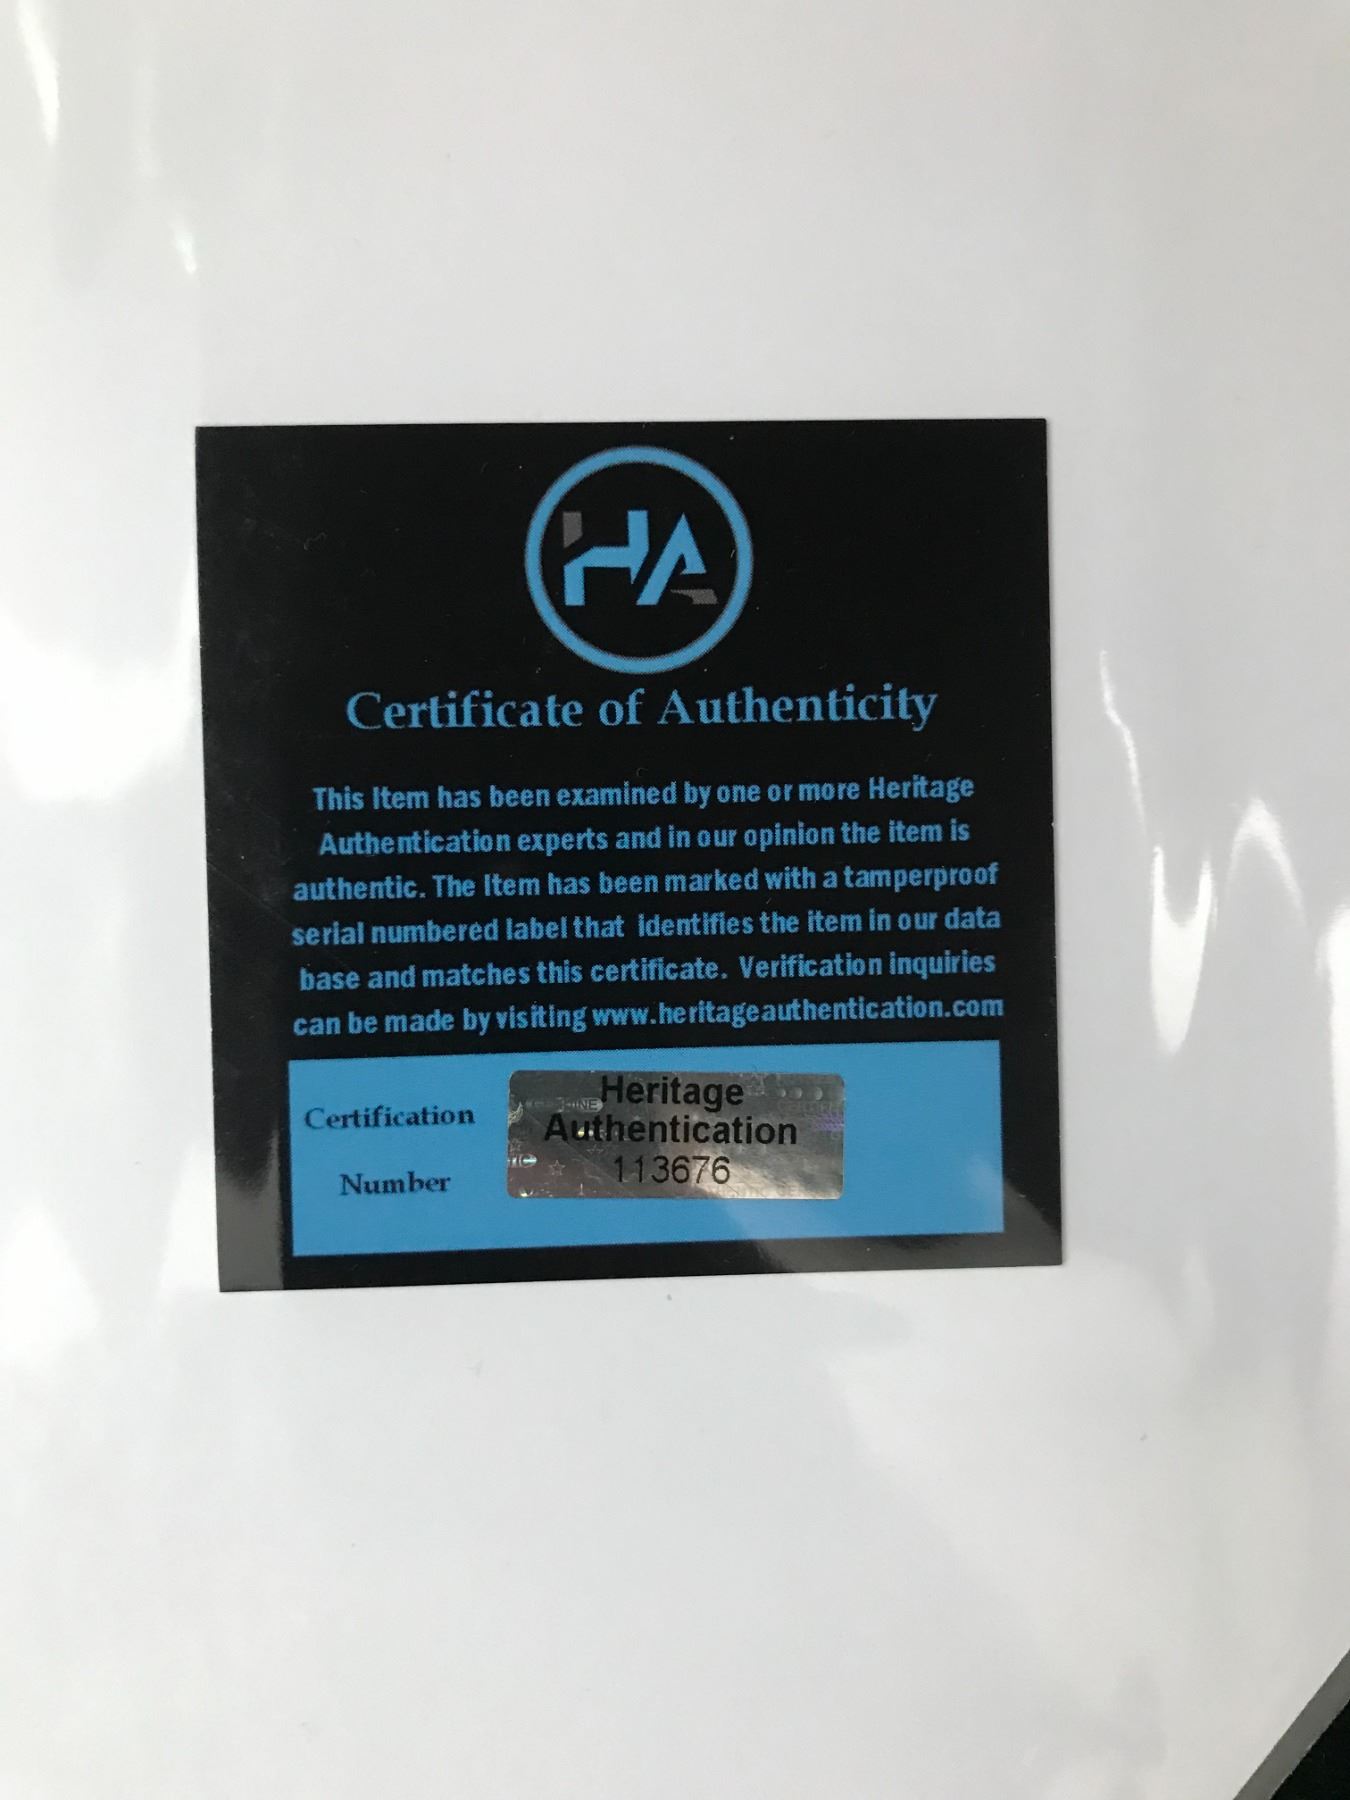 HA
Certificate of Authenticity
This Item has been examined by one or more Heritage
Authentication experts and in our opinion the item is
authentic. The Item has been marked with a tamperproof
serial numbered label that identifies the item in our data
base and matches this certificate. Verification inquiries
can be made by visiting www.heritageauthentication.com
Certification
Number
Heritage
Authentication
113676